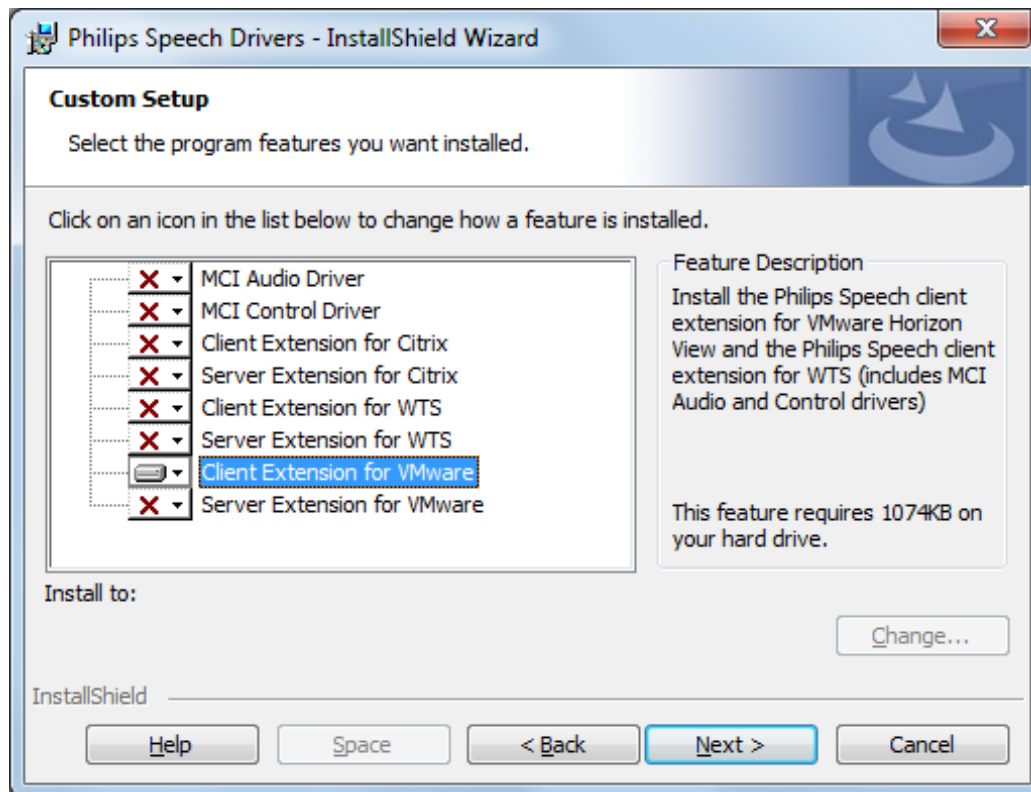 Philips Speech Drivers - InstallShield Wizard
Custom Setup
Select the program features you want installed.
Click on an icon in the list below to change how a feature is installed.
MCI Audio Driver
MCI Control Driver
Client Extension for Citrix
Server Extension for Citrix
Client Extension for WTS
Server Extension for WTS
Client Extension for VMware
Server Extension for VMware
Feature Description
Install the Philips Speech client
extension for VMware Horizon
View and the Philips Speech client
extension for WTS (includes MCI
Audio and Control drivers)
This feature requires 1074KB on
your hard drive.
Install to:
Change...
InstallShield
Help
Space
< Back
Next >
Cancel